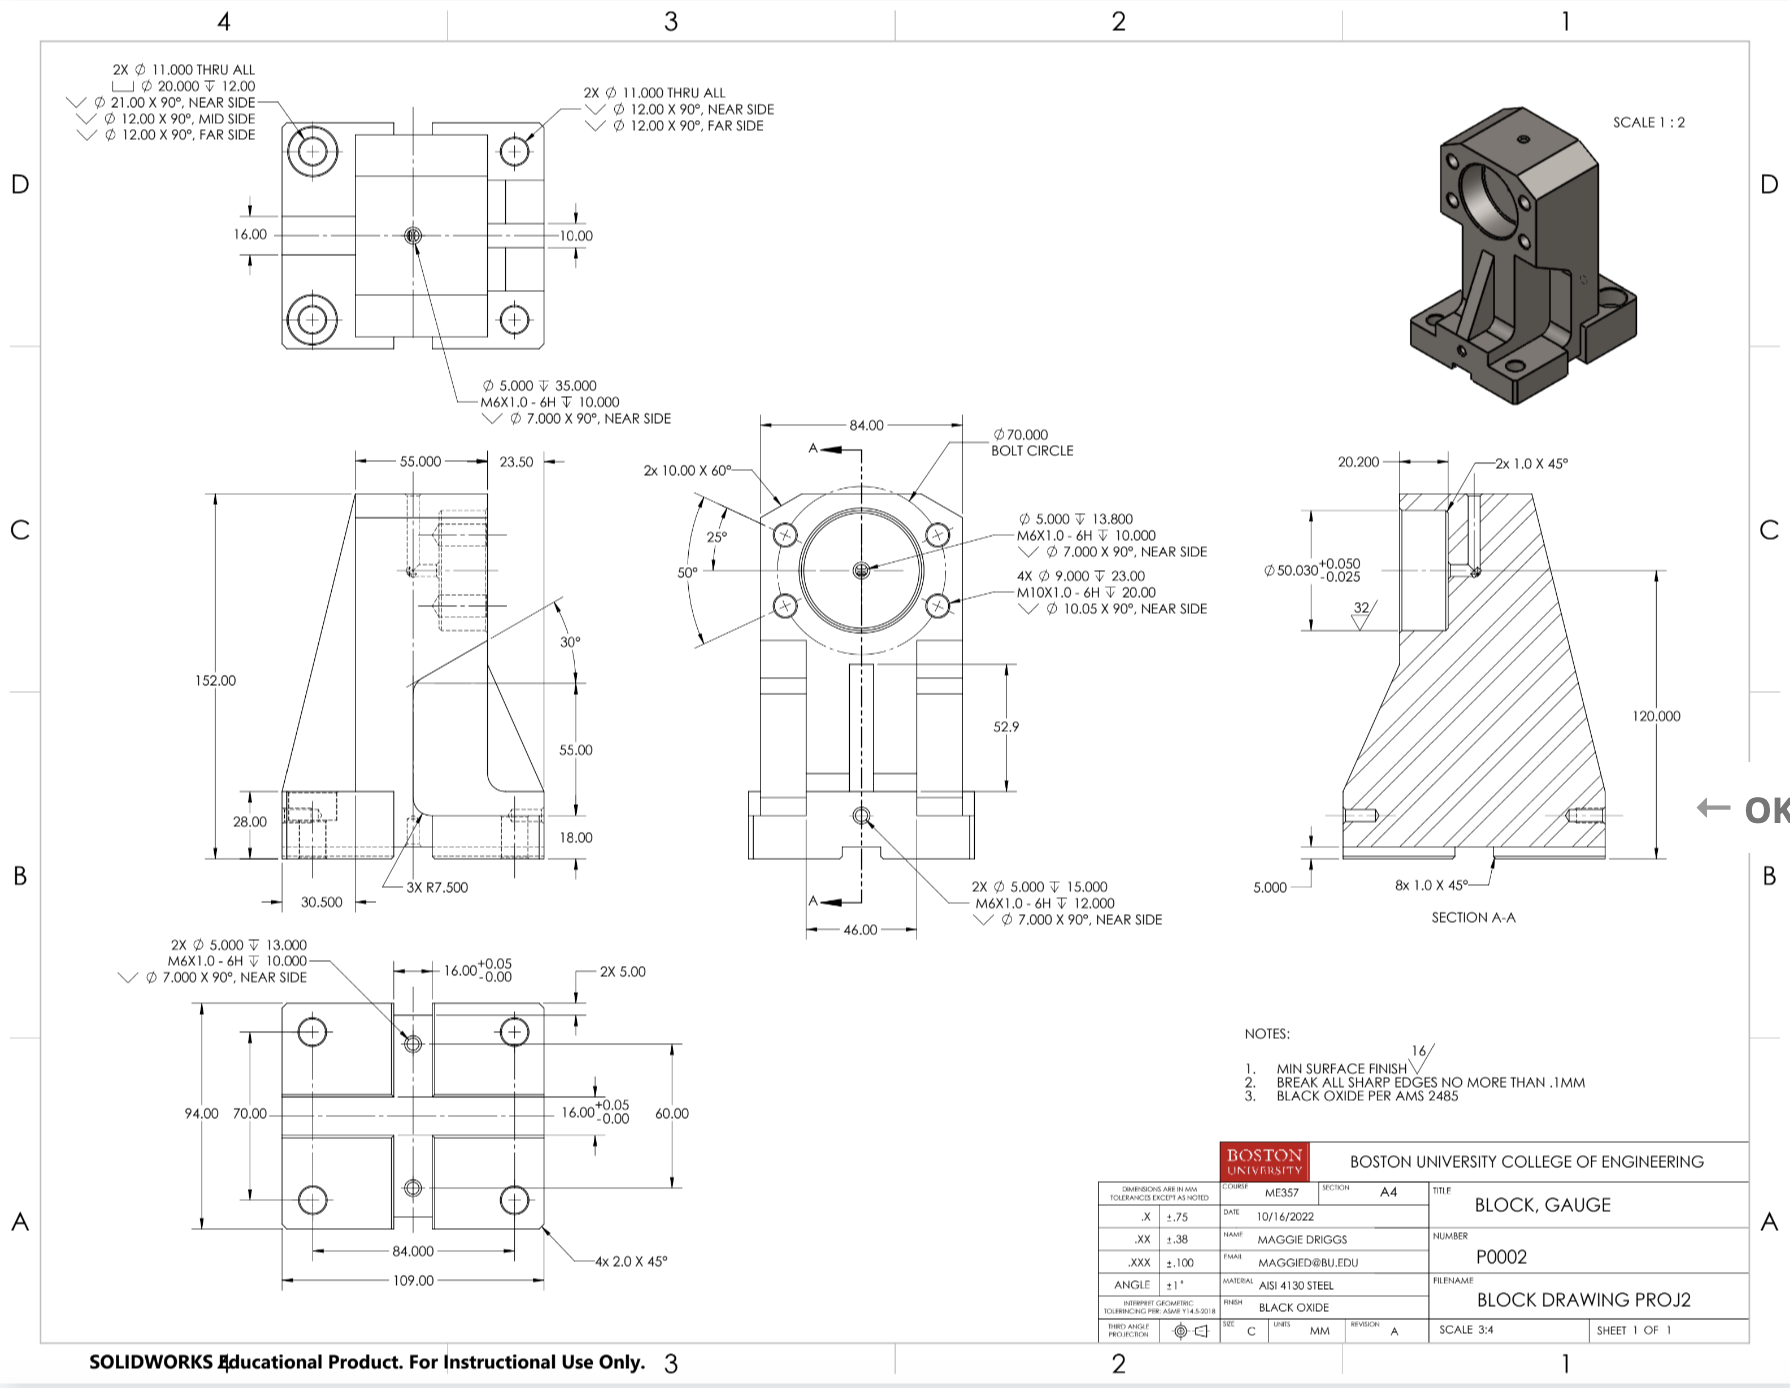 4 3 2 1
D
2X ∅ 11.000 THRU ALL
⌴ ∅ 20.000 ↧ 12.00
⌵ ∅ 21.00 X 90°, NEAR SIDE
⌵ ∅ 12.00 X 90°, MID SIDE
⌵ ∅ 12.00 X 90°, FAR SIDE
2X ∅ 11.000 THRU ALL
⌵ ∅ 12.00 X 90°, NEAR SIDE
⌵ ∅ 12.00 X 90°, FAR SIDE
16.00
10.00
∅ 5.000 ↧ 35.000
M6X1.0 - 6H ↧ 10.000
⌵ ∅ 7.000 X 90°, NEAR SIDE
SCALE 1 : 2
D
C
55.000
23.50
152.00
30°
55.00
28.00
18.00
3X R7.500
30.500
84.00
A
∅70.000
BOLT CIRCLE
2x 10.00 X 60°
25°
50°
∅ 5.000 ↧ 13.800
M6X1.0 - 6H ↧ 10.000
⌵ ∅ 7.000 X 90°, NEAR SIDE
4X ∅ 9.000 ↧ 23.00
M10X1.0 - 6H ↧ 20.00
⌵ ∅ 10.05 X 90°, NEAR SIDE
52.9
A
2X ∅ 5.000 ↧ 15.000
M6X1.0 - 6H ↧ 12.000
⌵ ∅ 7.000 X 90°, NEAR SIDE
46.00
20.200
2x 1.0 X 45°
∅50.030 +0.050
-0.025
32
120.000
5.000
8x 1.0 X 45°
SECTION A-A
C
← OK
B
B
2X ∅ 5.000 ↧ 13.000
M6X1.0 - 6H ↧ 10.000
⌵ ∅ 7.000 X 90°, NEAR SIDE
16.00 +0.05
-0.00
2X 5.00
94.00
70.00
16.00 +0.05
-0.00
60.00
84.000
109.00
4x 2.0 X 45°
NOTES:
1. MIN SURFACE FINISH 16
2. BREAK ALL SHARP EDGES NO MORE THAN .1MM
3. BLACK OXIDE PER AMS 2485
A
A
BOSTON
UNIVERSITY
BOSTON UNIVERSITY COLLEGE OF ENGINEERING
DIMENSIONS ARE IN MM
TOLERANCES EXCEPT AS NOTED
.X ±.75
.XX ±.38
.XXX ±.100
ANGLE ±1°
INTERPRET GEOMETRIC
TOLERINCING PER: ASME Y14.5-2018
THIRD ANGLE
PROJECTION
COURSE ME357
SECTION A4
DATE 10/16/2022
NAME MAGGIE DRIGGS
EMAIL MAGGIED@BU.EDU
MATERIAL AISI 4130 STEEL
FINISH BLACK OXIDE
SIZE C
UNITS MM
REVISION A
TITLE
BLOCK, GAUGE
NUMBER
P0002
FILENAME
BLOCK DRAWING PROJ2
SCALE 3:4
SHEET 1 OF 1
SOLIDWORKS Educational Product. For Instructional Use Only.
4 3 2 1